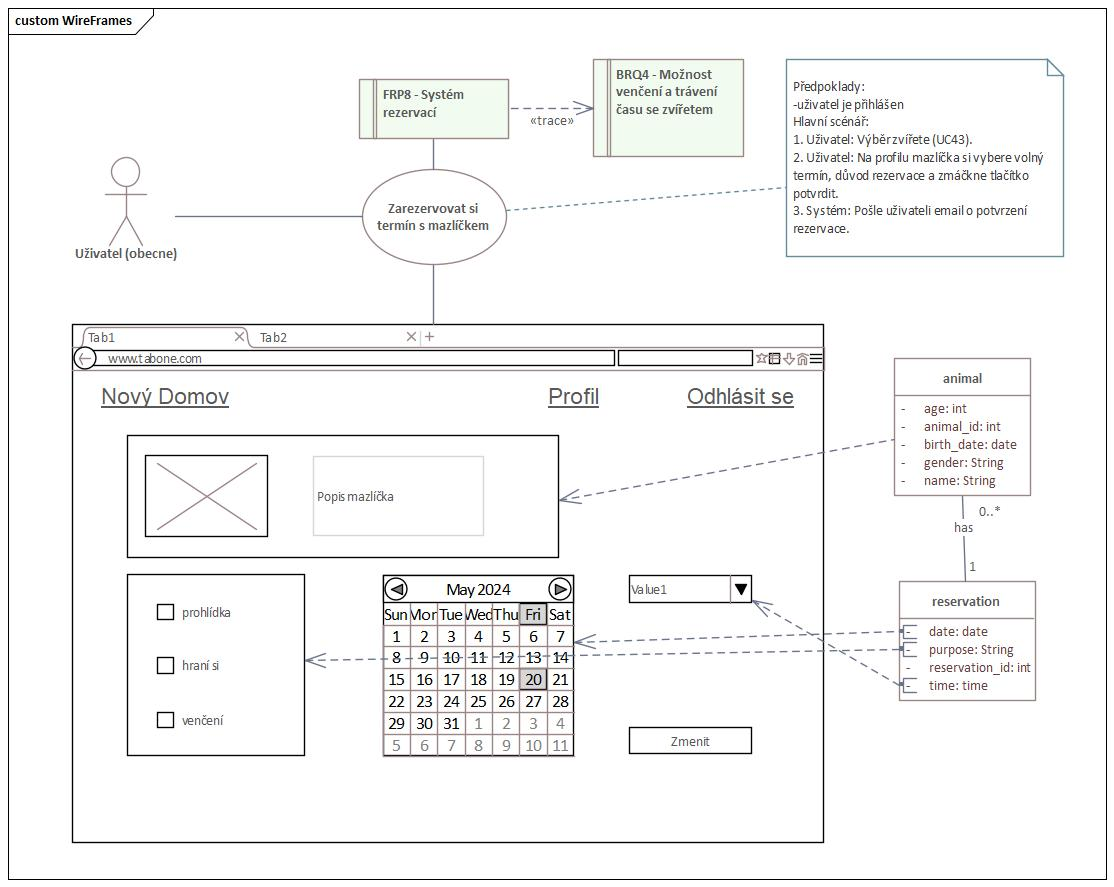 custom WireFrames
FRP8 - Systém
rezervací
«trace»
BRQ4 - Možnost
venčení a trávení
času se zvířetem
Předpoklady:
-uživatel je přihlášen
Hlavní scénář:
1. Uživatel: Výběr zvířete (UC43).
2. Uživatel: Na profilu mazlíčka si vybere volný
termín, důvod rezervace a zmáčkne tlačítko
potvrdit.
3. Systém: Pošle uživateli email o potvrzení
rezervace.
Uživatel (obecne)
Zarezervovat si
termín s mazlíčkem
Tab1
Tab2
www.tabone.com
Nový Domov
Profil
Odhlásit se
Popis mazlíčka
prohlídka
hraní si
venčení
May 2024
Sun Mon Tue Wed Thu Fri Sat
1 2 3 4 5 6 7
8 9 10 11 12 13 14
15 16 17 18 19 20 21
22 23 24 25 26 27 28
29 30 31 1 2 3 4
5 6 7 8 9 10 11
Value1
Zmenit
animal
- age: int
- animal_id: int
- birth_date: date
- gender: String
- name: String
0..*
has
1
reservation
- date: date
- purpose: String
- reservation_id: int
- time: time